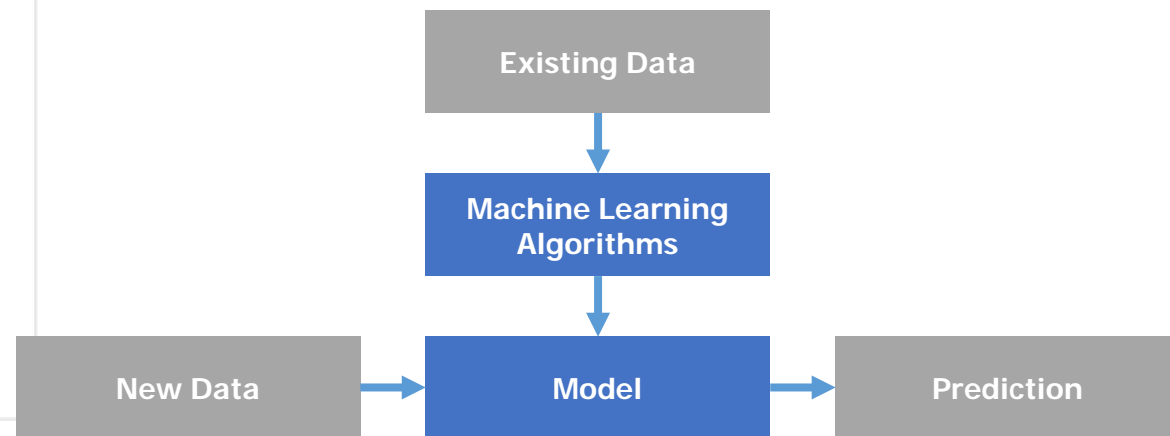 Existing Data
Machine Learning
Algorithms
New Data
Model
Prediction